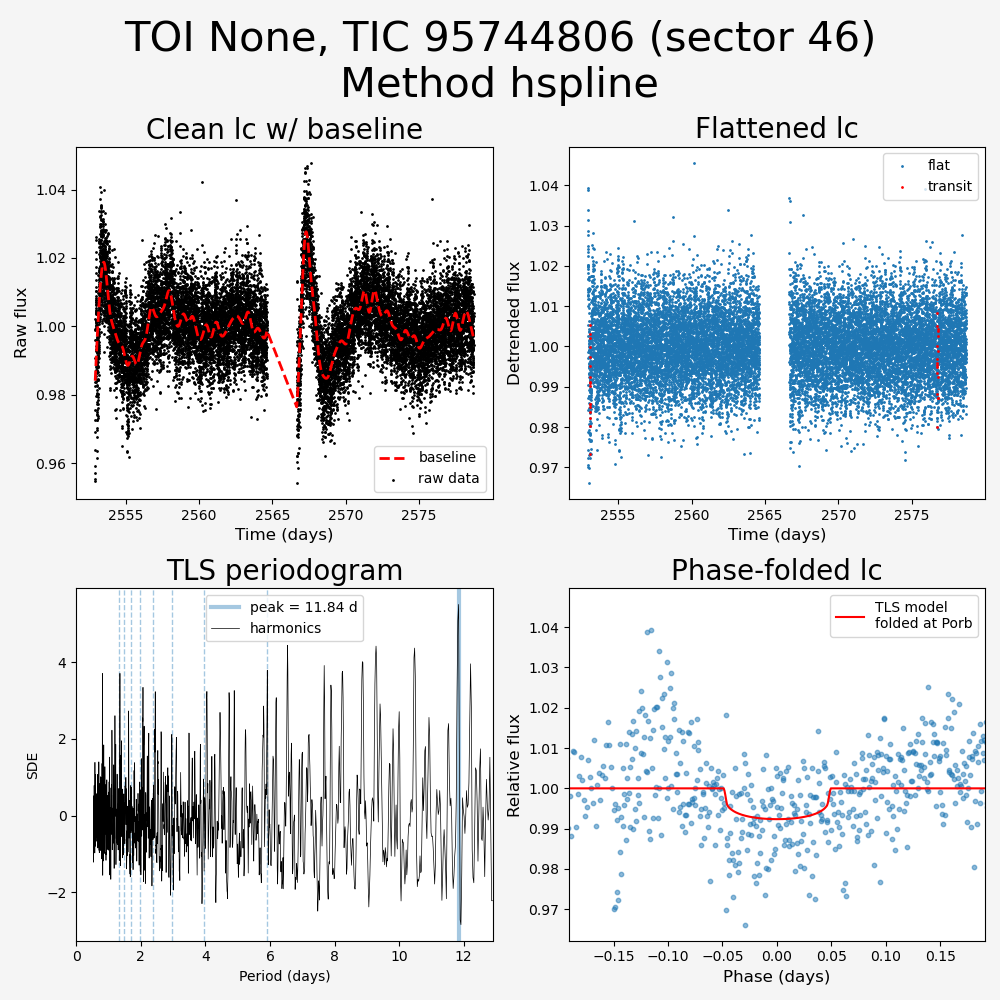 TOI None, TIC 95744806 (sector 46)
Method hspline
Clean lc w/ baseline
Flattened lc
Raw flux
1.04
1.02
1.00
0.98
0.96
baseline
raw data
2555
2560
2565
2570
2575
Time (days)
Detrended flux
1.04
1.03
1.02
1.01
1.00
0.99
0.98
0.97
flat
transit
2555
2560
2565
2570
2575
Time (days)
TLS periodogram
Phase-folded lc
SDE
4
2
0
−2
peak = 11.84 d
harmonics
0
2
4
6
8
10
12
Period (days)
Relative flux
1.04
1.03
1.02
1.01
1.00
0.99
0.98
0.97
TLS model
folded at Porb
−0.15
−0.10
−0.05
0.00
0.05
0.10
0.15
Phase (days)